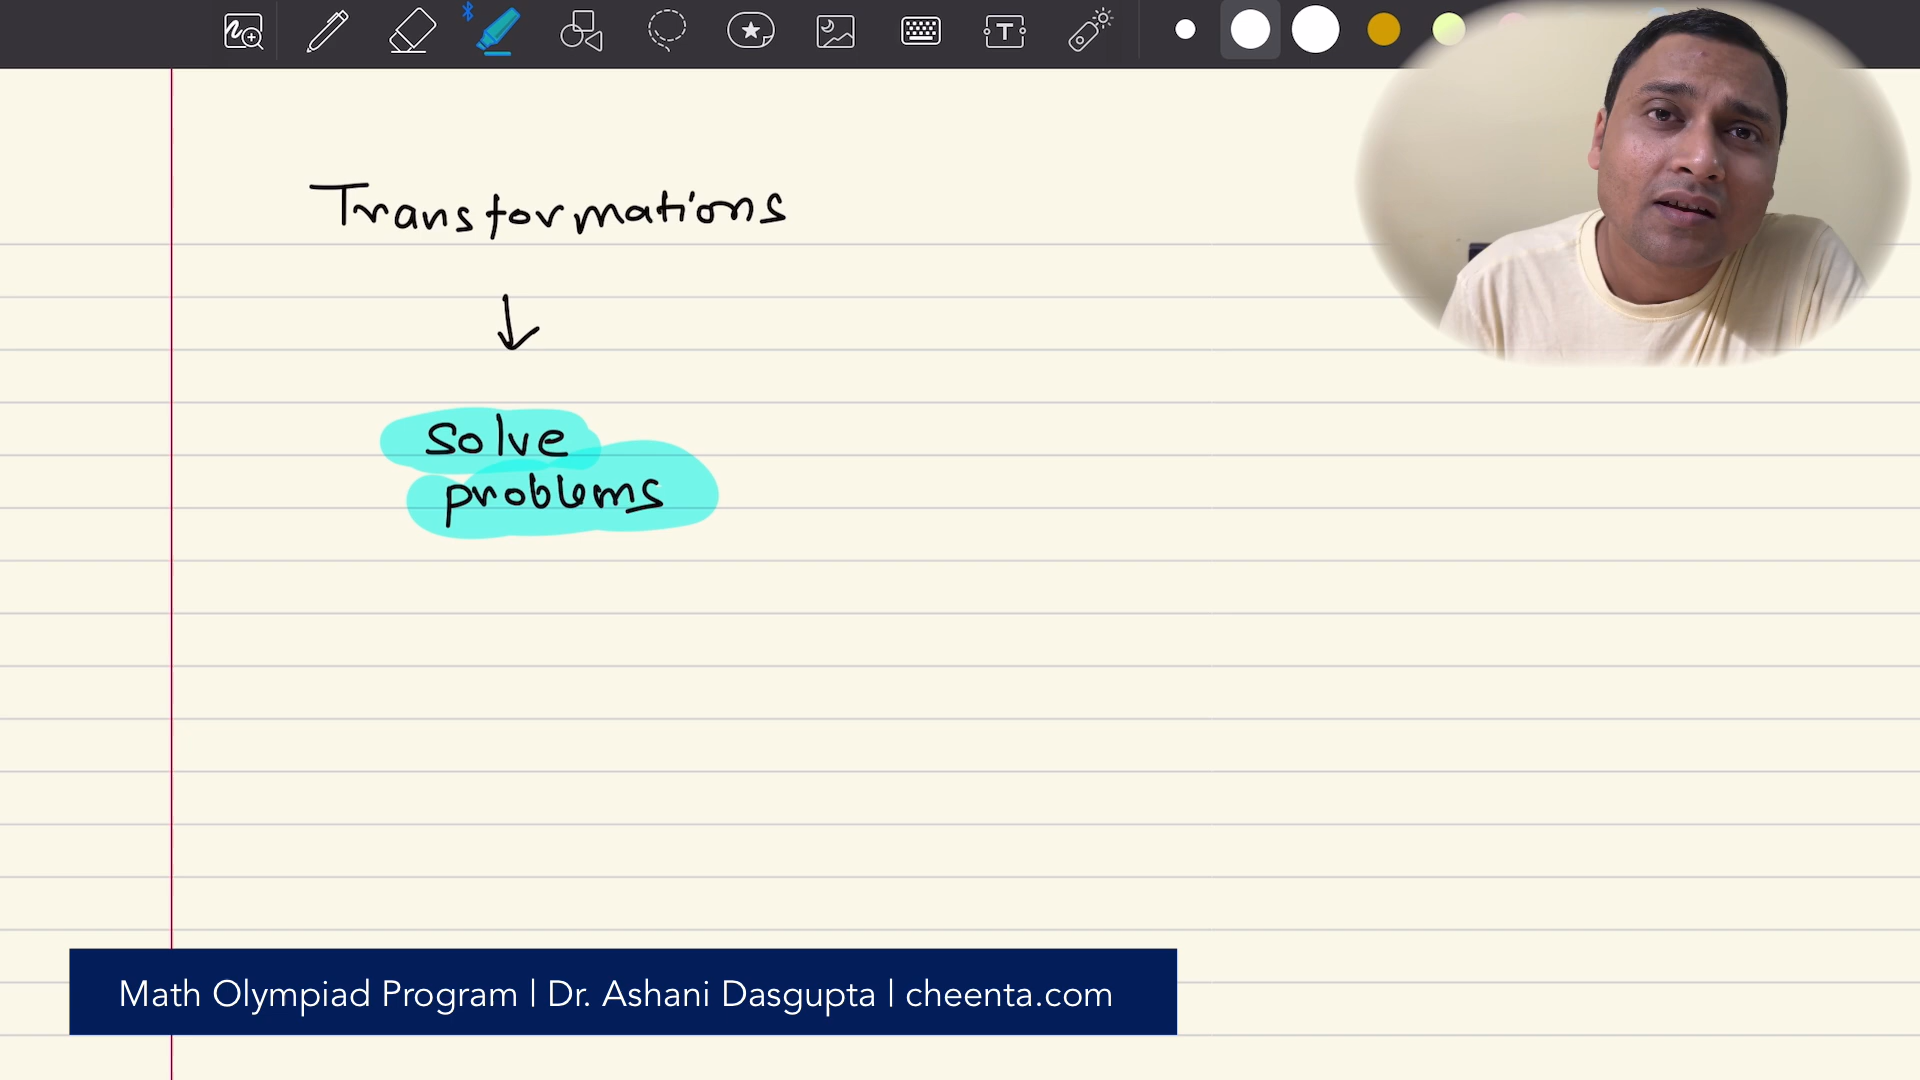 Transformations
↓
solve
problems
Math Olympiad Program | Dr. Ashani Dasgupta | cheenta.com